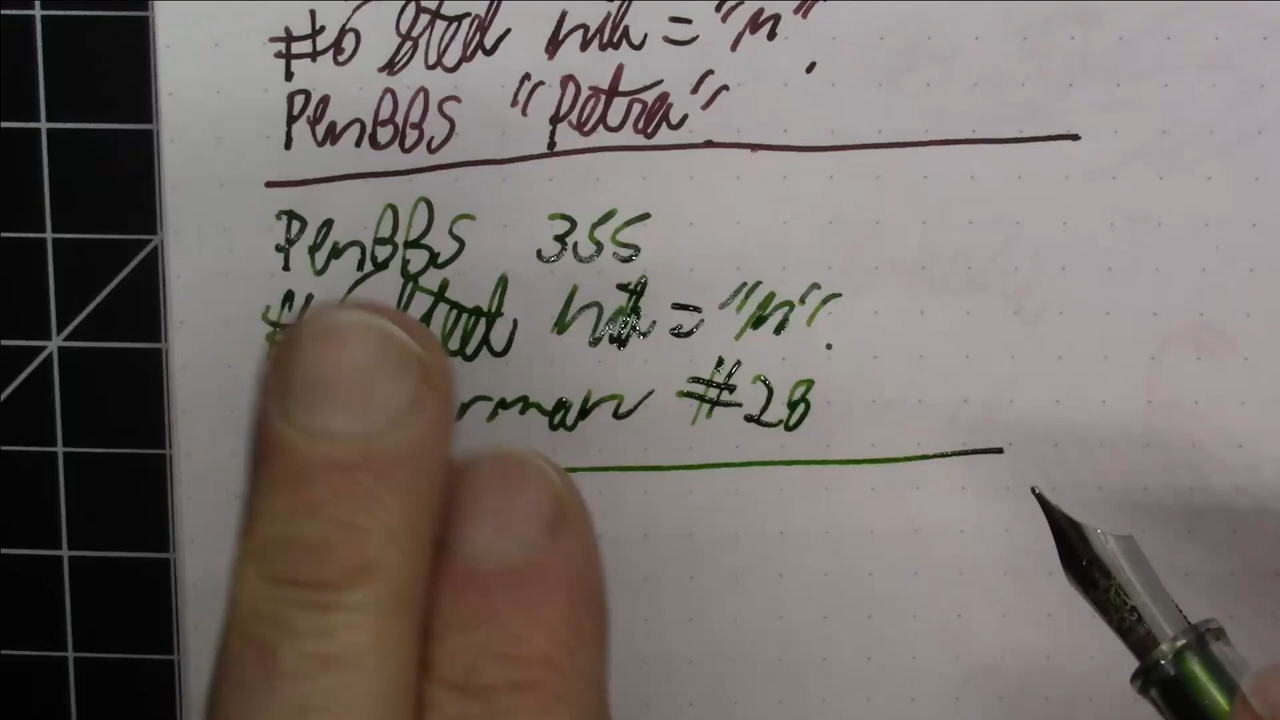 #6 Steel nib = "M".
PenBBS "Petra"
PenBBS 355
Steel nib = "M".
#28